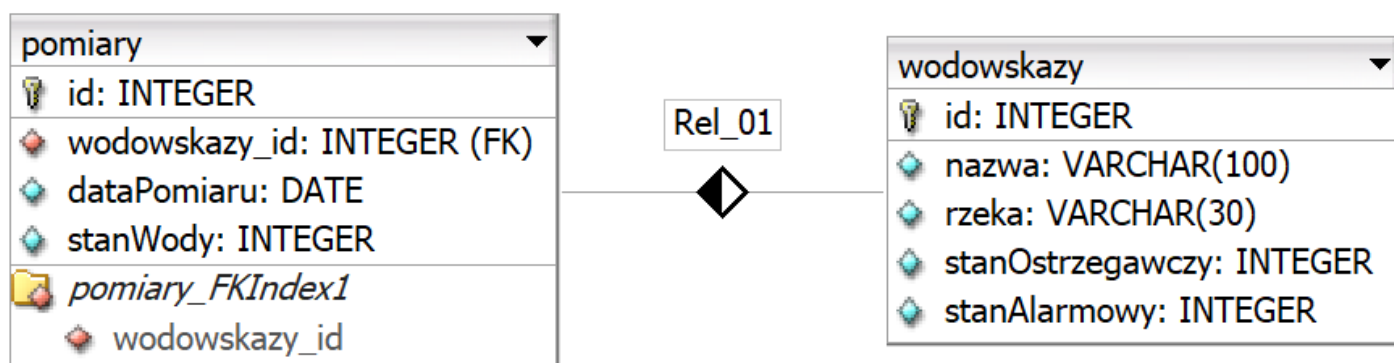 pomiary
id: INTEGER
wodowskazy_id: INTEGER (FK)
dataPomiaru: DATE
stanWody: INTEGER
pomiary_FKIndex1
wodowskazy_id
Rel_01
wodowskazy
id: INTEGER
nazwa: VARCHAR(100)
rzeka: VARCHAR(30)
stanOstrzegawczy: INTEGER
stanAlarmowy: INTEGER